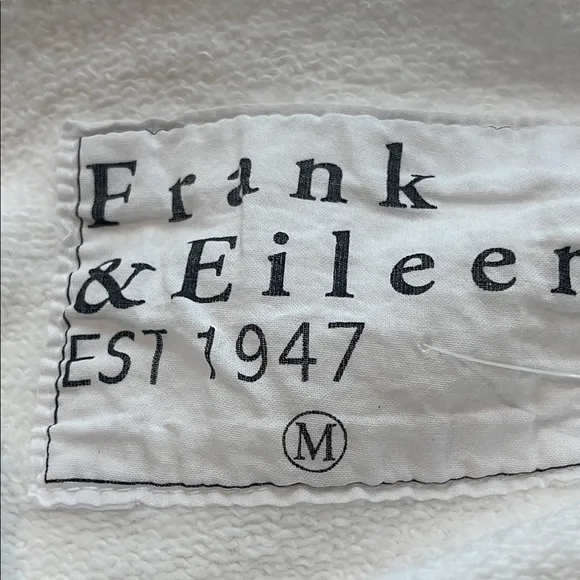 Frank
& Eileen
EST 1947
M